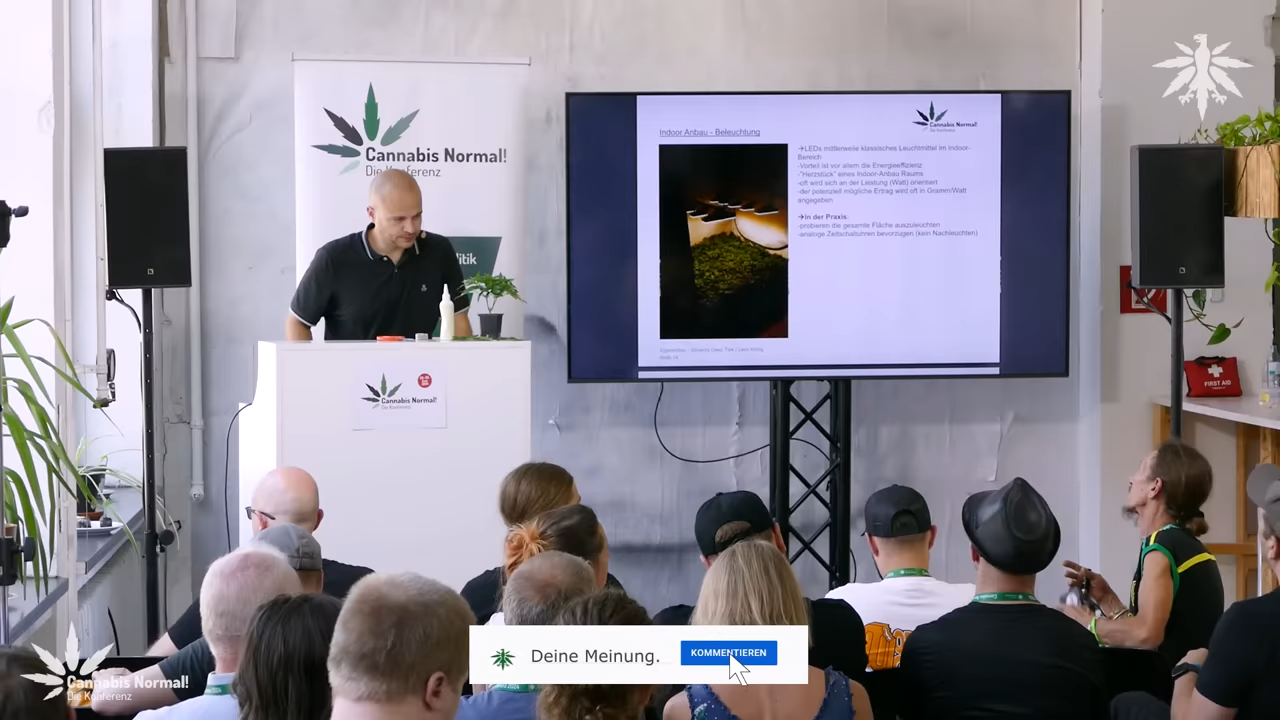 Cannabis Normal!
Die Konferenz
litik
Cannabis Normal!
Die Konferenz
Indoor Anbau - Beleuchtung
➔LEDs mittlerweile klassisches Leuchtmittel im Indoor-
Bereich
-Vorteil ist vor allem die Energieeffizienz
-"Herzstück" eines Indoor-Anbau Raums
-oft wird sich an der Leistung (Watt) orientiert
-der potenziell mögliche Ertrag wird oft in Gramm/Watt
angegeben
➔in der Praxis:
-probieren die gesamte Fläche auszuleuchten
-analoge Zeitschaltuhren bevorzugen (kein Nachleuchten)
FIRST AID
Cannabis Normal!
Die Konferenz
Deine Meinung.
KOMMENTIEREN
Cannabis Normal!
Die Konferenz